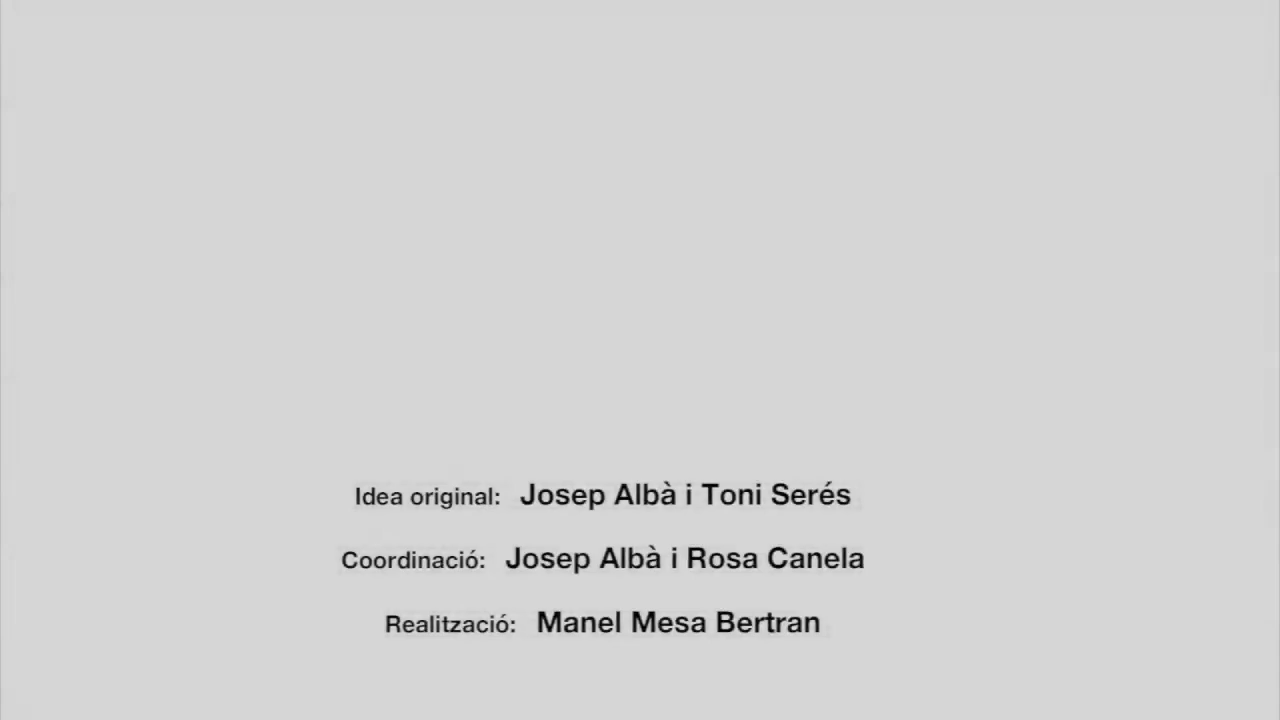 Idea original: Josep Albà i Toni Serés
Coordinació: Josep Albà i Rosa Canela
Realització: Manel Mesa Bertran